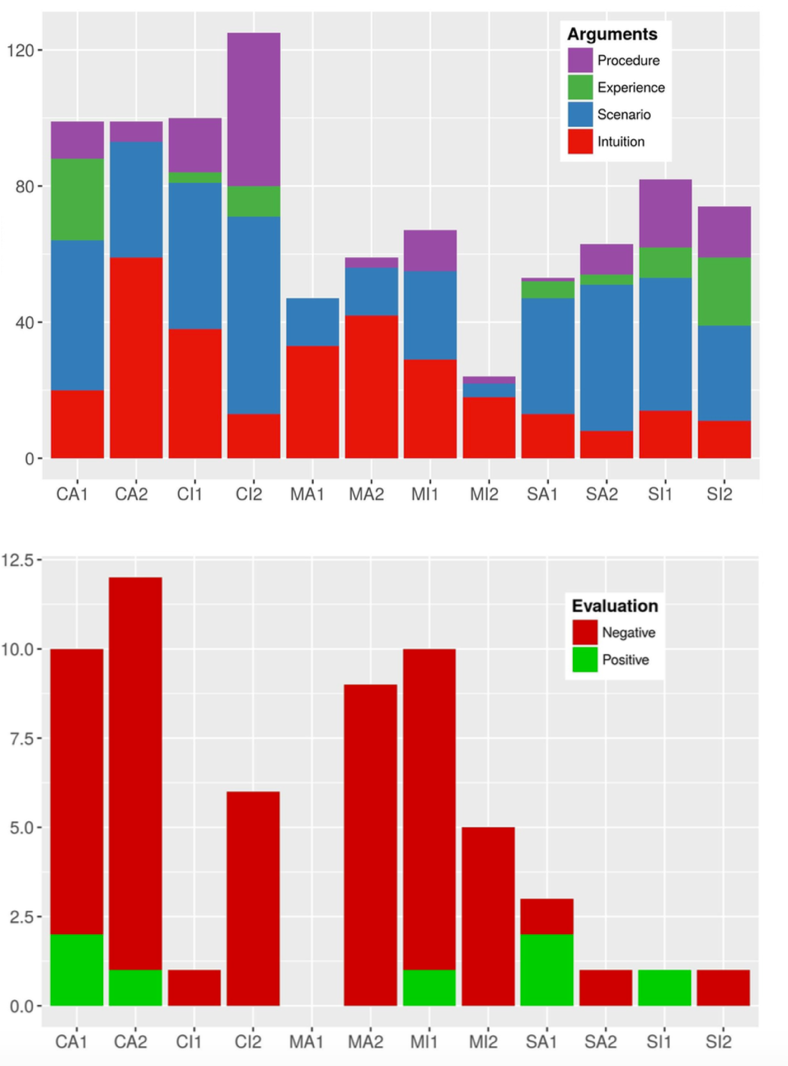 Arguments
Procedure
Experience
Scenario
Intuition
120
80
40
0
CA1 CA2 CI1 CI2 MA1 MA2 MI1 MI2 SA1 SA2 SI1 SI2
12.5
Evaluation
Negative
Positive
10.0
7.5
5.0
2.5
0.0
CA1 CA2 CI1 CI2 MA1 MA2 MI1 MI2 SA1 SA2 SI1 SI2